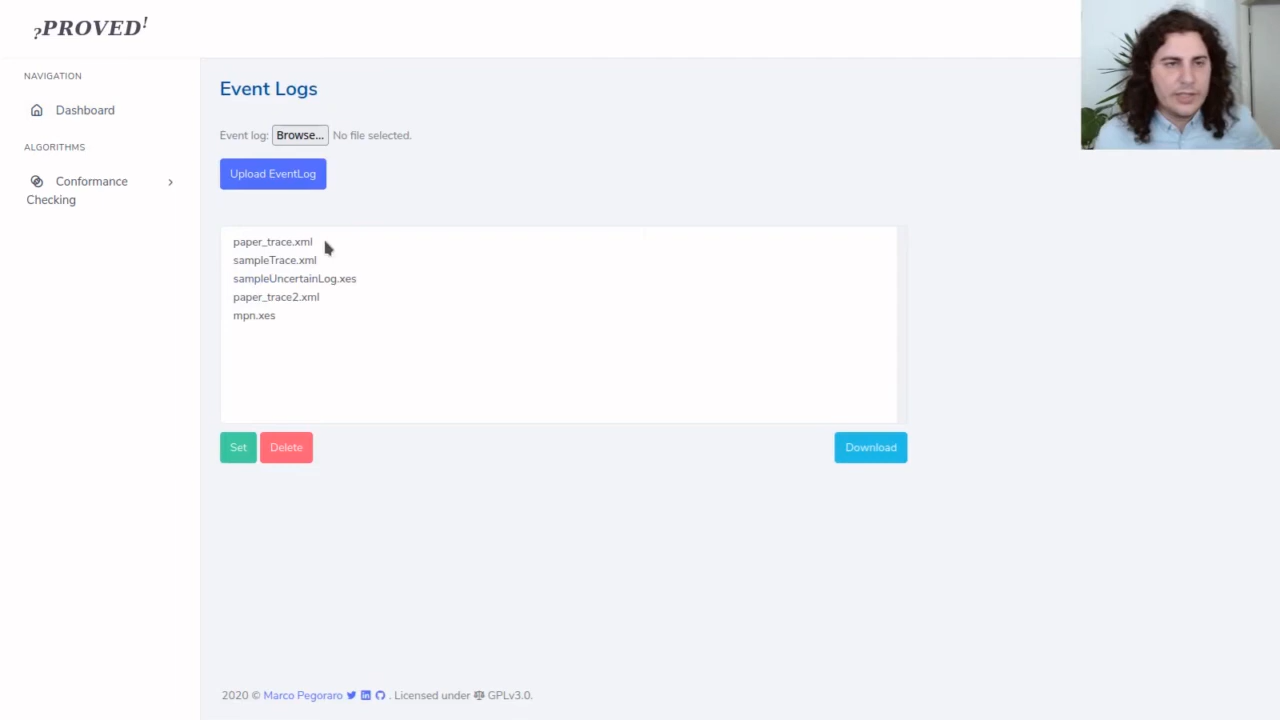 ?PROVED!
NAVIGATION
Dashboard
ALGORITHMS
Conformance
Checking
Event Logs
Event log: Browse... No file selected.
Upload EventLog
paper_trace.xml
sampleTrace.xml
sampleUncertainLog.xes
paper_trace2.xml
mpn.xes
Set Delete Download
2020 © Marco Pegoraro . Licensed under GPLv3.0.